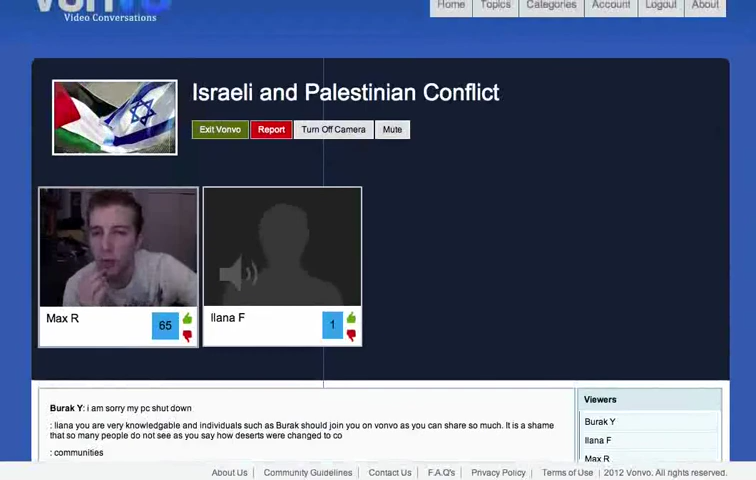 Vonvo
Video Conversations
Home Topics Categories Account Logout About
Israeli and Palestinian Conflict
Exit Vonvo Report Turn Off Camera Mute
Max R 65
Ilana F 1
Burak Y: i am sorry my pc shut down
: Ilana you are very knowledgable and individuals such as Burak should join you on vonvo as you can share so much. It is a shame
that so many people do not see as you say how deserts were changed to co
: communities
Viewers
Burak Y
Ilana F
Max R
About Us Community Guidelines Contact Us F.A.Q's Privacy Policy Terms of Use 2012 Vonvo. All rights reserved.